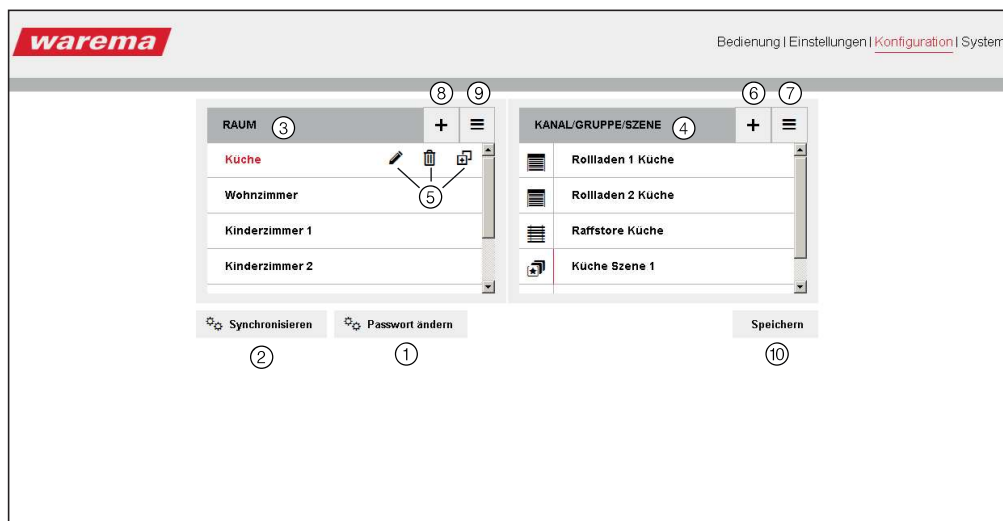 warema
Bedienung | Einstellungen | Konfiguration | System
8 9 6 7
RAUM 3 + KANAL/GRUPPE/SZENE 4 +
Küche
5
Wohnzimmer
Kinderzimmer 1
Kinderzimmer 2
Rollladen 1 Küche
Rollladen 2 Küche
Raffstore Küche
Küche Szene 1
Synchronisieren Passwort ändern Speichern
2 1 10